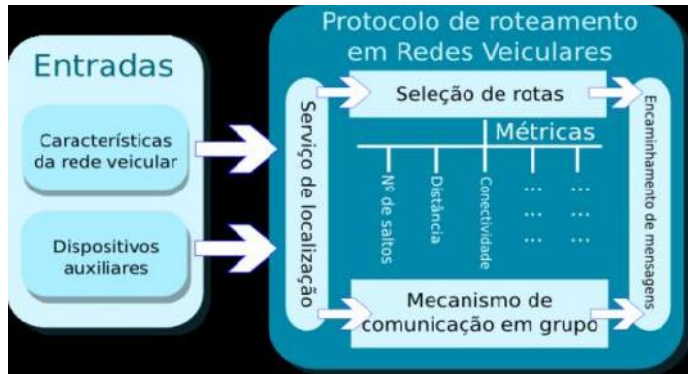 Entradas
Características
da rede veicular
Dispositivos
auxiliares
Protocolo de roteamento
em Redes Veiculares
Serviço de localização
Seleção de rotas
Métricas
Nº de saltos
Distância
Conectividade
... ...
... ...
Mecanismo de
comunicação em grupo
Encaminhamento de mensagens